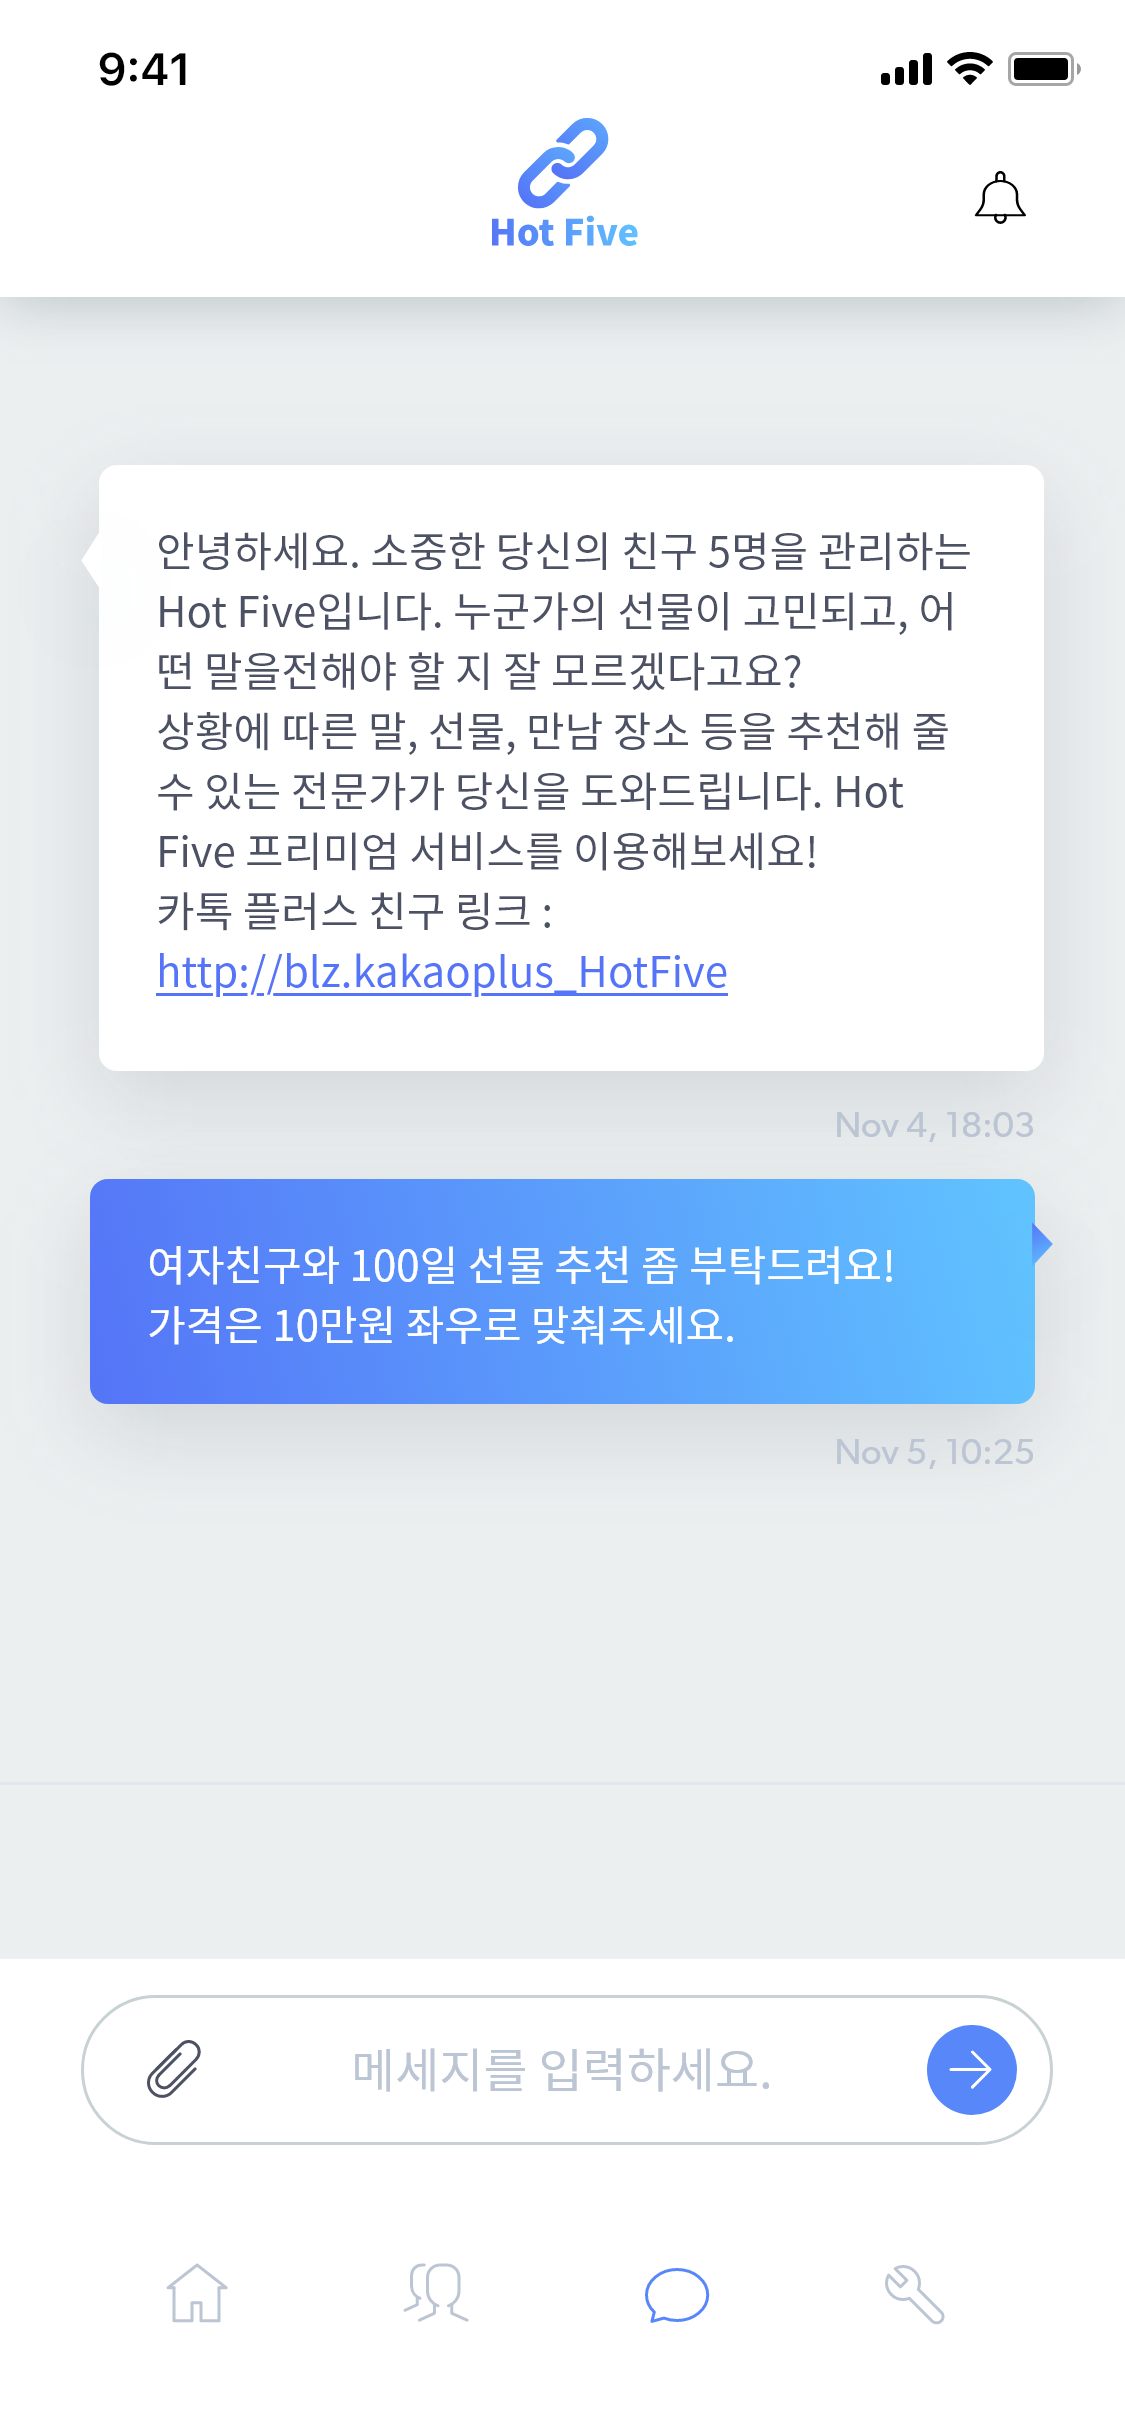 9:41
Hot Five
안녕하세요. 소중한 당신의 친구 5명을 관리하는
Hot Five입니다. 누군가의 선물이 고민되고, 어
떤 말을전해야 할 지 잘 모르겠다고요?
상황에 따른 말, 선물, 만남 장소 등을 추천해 줄
수 있는 전문가가 당신을 도와드립니다. Hot
Five 프리미엄 서비스를 이용해보세요!
카톡 플러스 친구 링크 :
http://blz.kakaoplus_HotFive
Nov 4, 18:03
여자친구와 100일 선물 추천 좀 부탁드려요!
가격은 10만원 좌우로 맞춰주세요.
Nov 5, 10:25
메세지를 입력하세요.